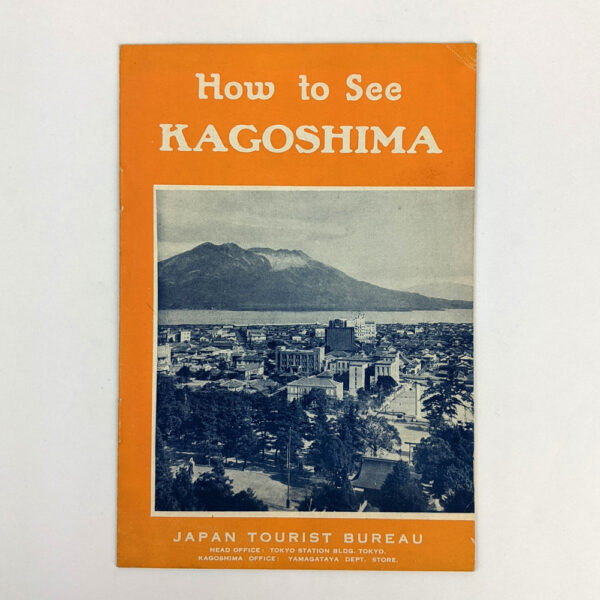 How to See
KAGOSHIMA
JAPAN TOURIST BUREAU
HEAD OFFICE: TOKYO STATION BLDG. TOKYO.
KAGOSHIMA OFFICE: YAMAGATAYA DEPT. STORE.